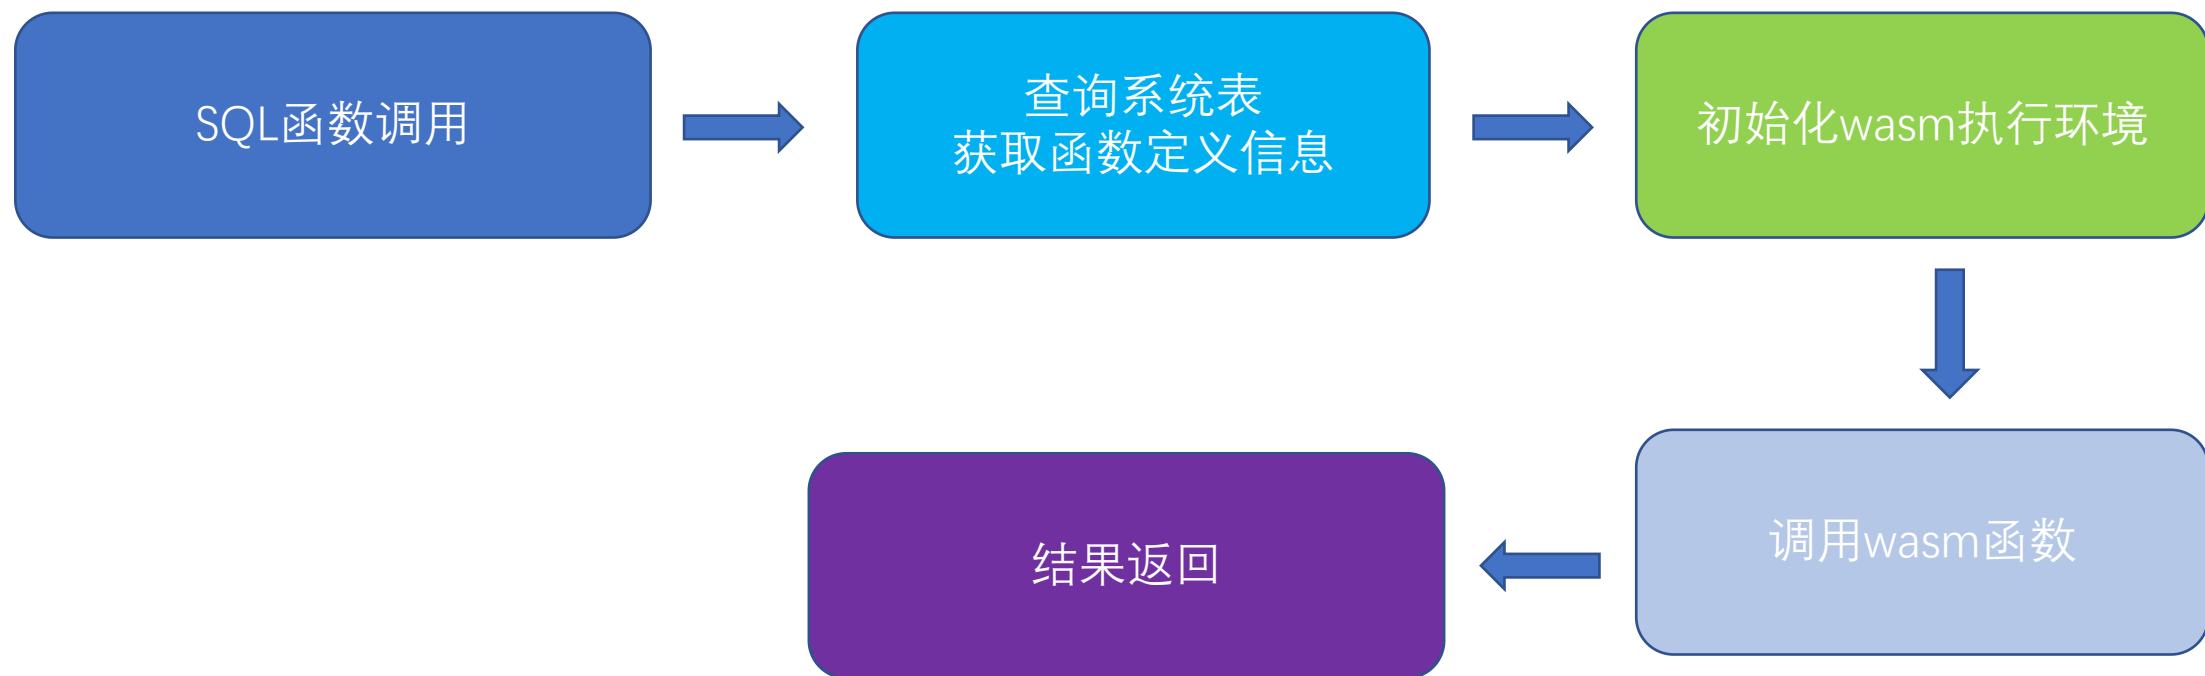 SQL函数调用
查询系统表
获取函数定义信息
初始化wasm执行环境
调用wasm函数
结果返回